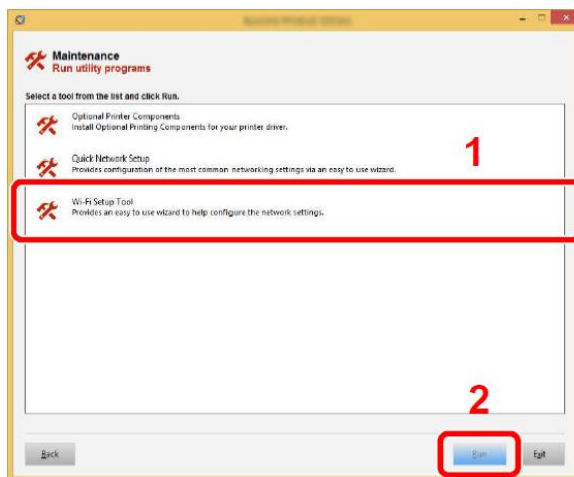 Maintenance
Run utility programs
Select a tool from the list and click Run.
Optional Printer Components
Install Optional Printing Components for your printer driver.
1
Quick Network Setup
Provides configuration of the most common networking settings via an easy to use wizard.
Wi-Fi Setup Tool
Provides an easy to use wizard to help configure the network settings.
2
Back
Run
Exit